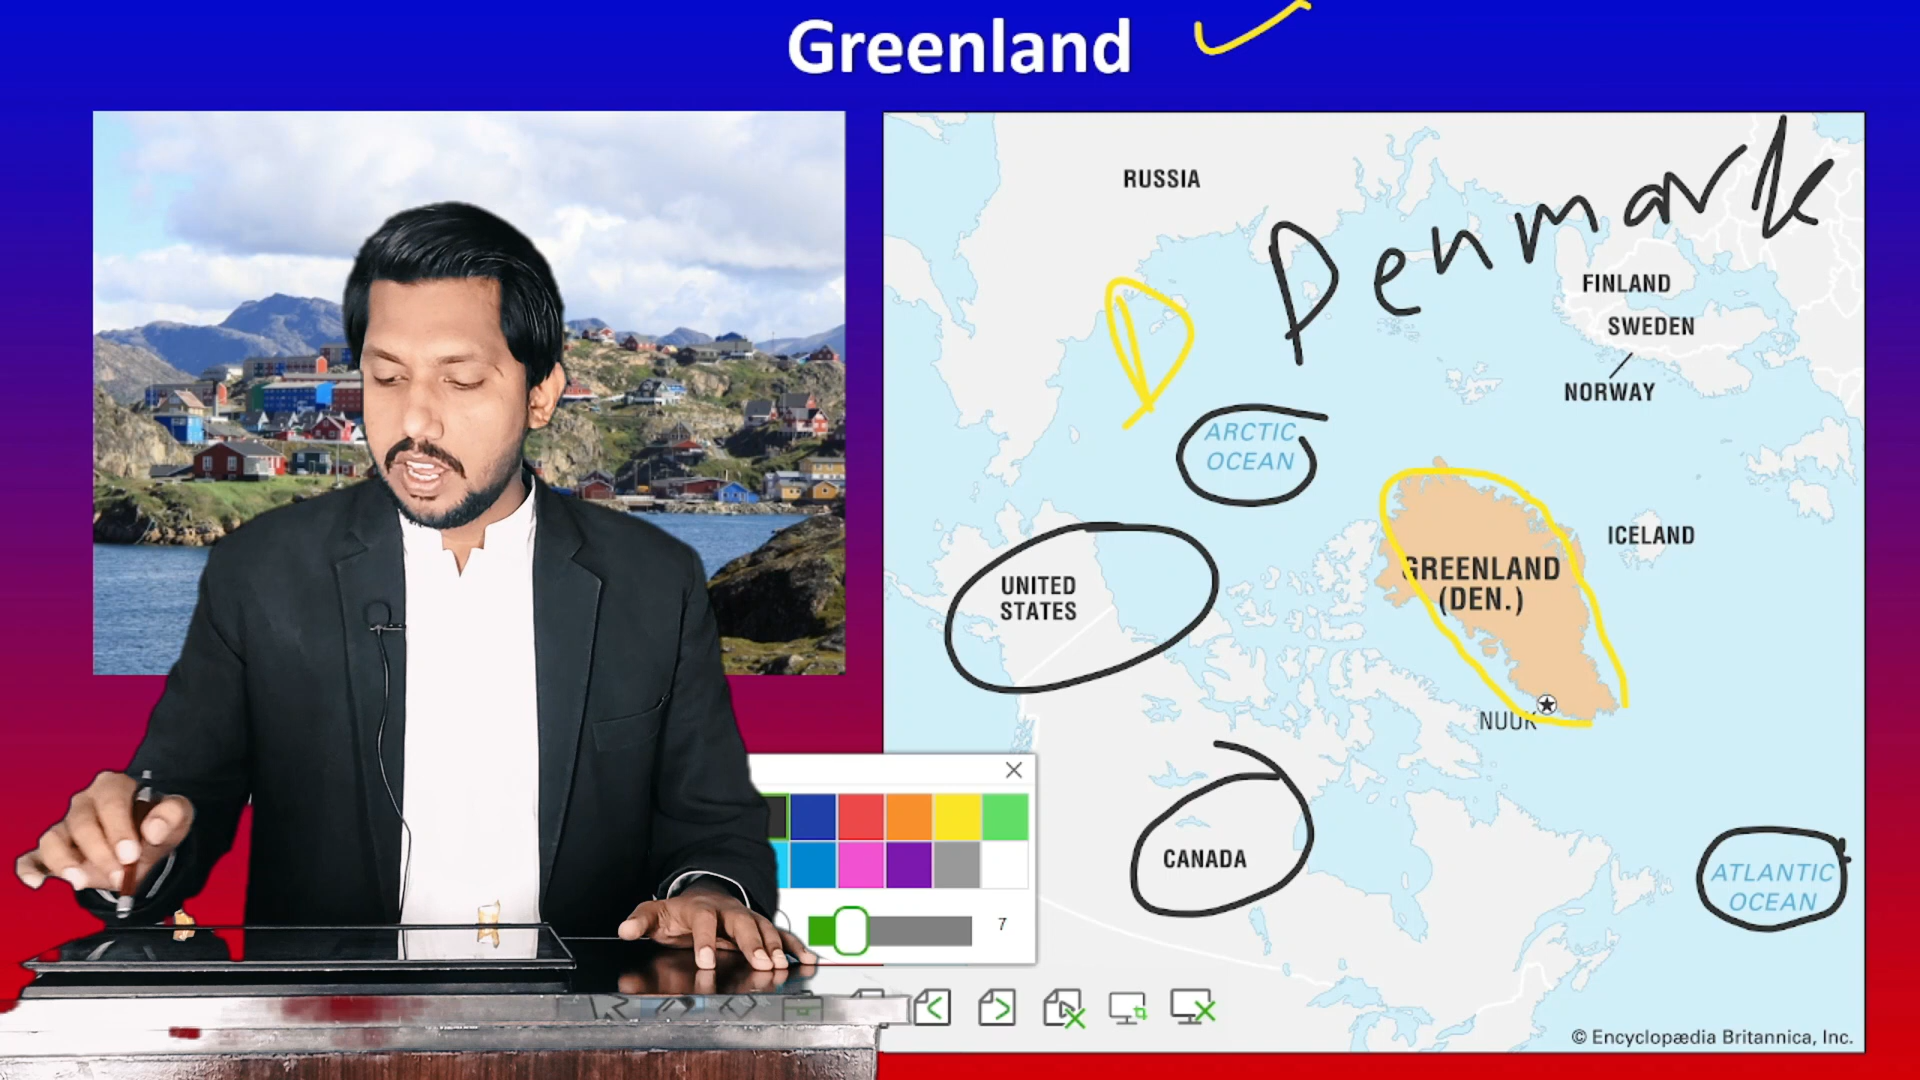 Greenland
RUSSIA
Denmark
FINLAND
SWEDEN
NORWAY
D
ARCTIC
OCEAN
ICELAND
GREENLAND
(DEN.)
UNITED
STATES
NUUK
CANADA
ATLANTIC
OCEAN
7
© Encyclopædia Britannica, Inc.